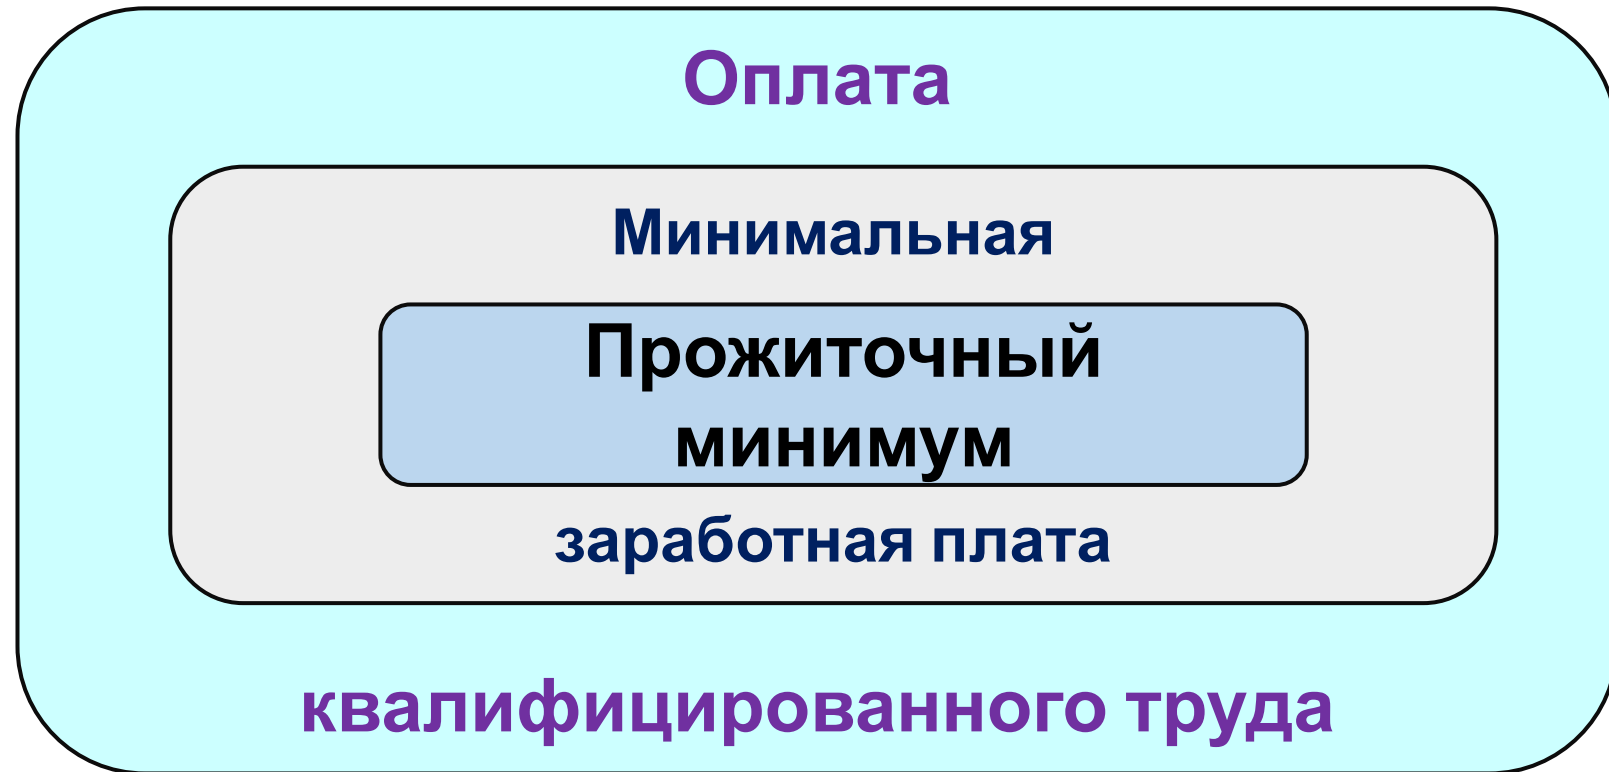 Оплата
Минимальная
Прожиточный
минимум
заработная плата
квалифицированного труда